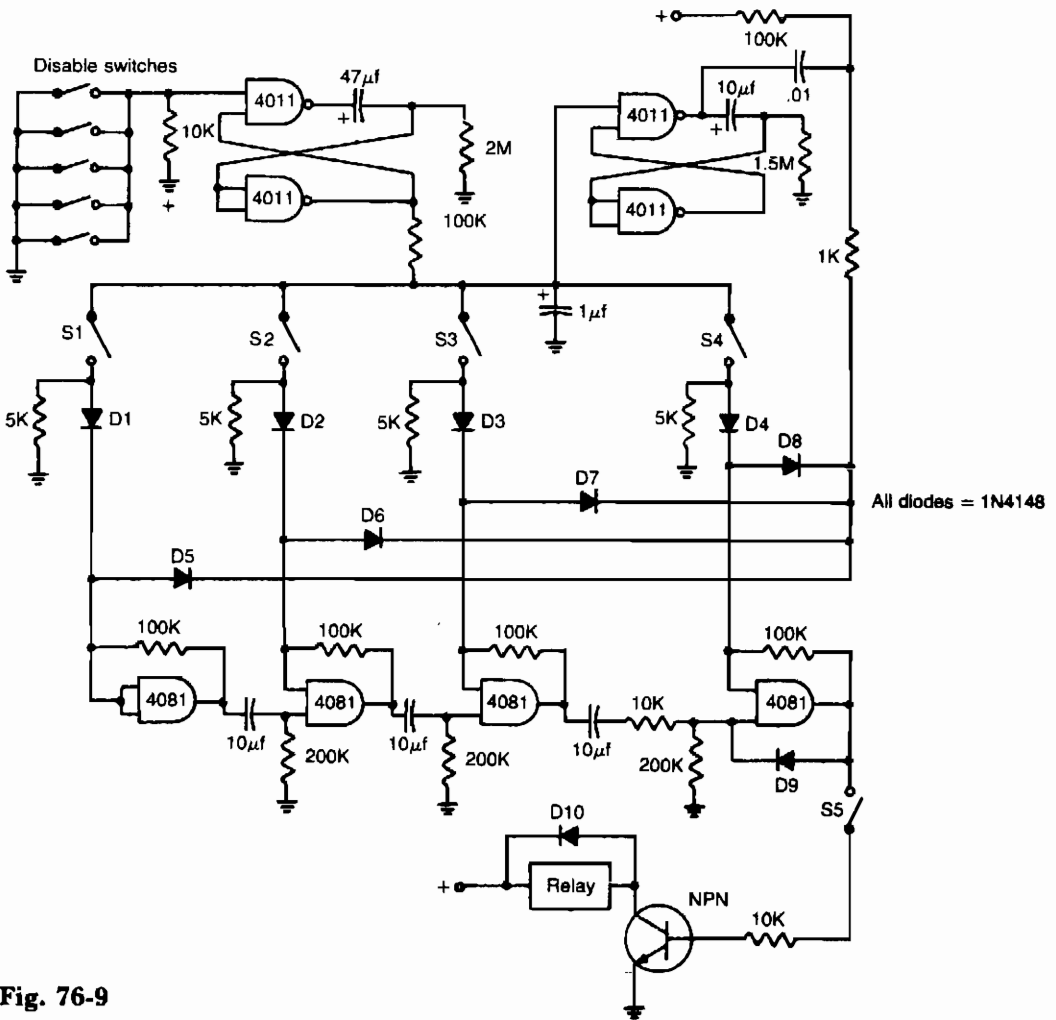 +
100K
Disable switches
47µf
4011
10K
+
2M
+
4011
100K
4011
10µf
.01
+
1.5M
4011
1K
+
1µf
S1
S2
S3
S4
5K
D1
5K
D2
5K
D3
5K
D4
D8
D7
All diodes = 1N4148
D6
D5
100K
100K
100K
100K
4081
4081
4081
4081
10µf
200K
10µf
200K
10µf
10K
200K
D9
S5
D10
+
Relay
NPN
10K
Fig. 76-9